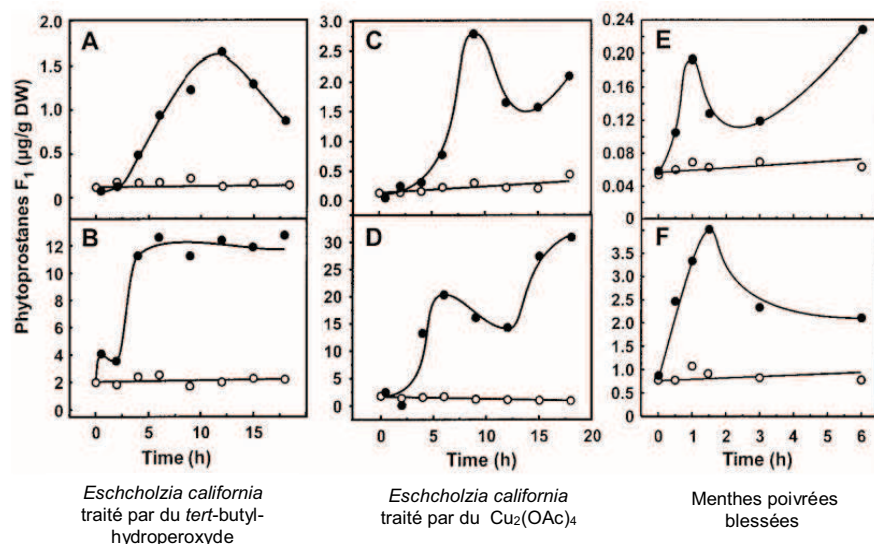 Phytoprostanes F₁ (µg/g DW)
A
2.0
1.5
1.0
0.5
0.0
B
12
10
8
6
4
2
0
0 5 10 15
Time (h)
C
3.0
2.5
2.0
1.5
1.0
0.5
0.0
D
30
25
20
15
10
5
0
0 5 10 15 20
Time (h)
E
0.24
0.20
0.16
0.12
0.08
0.04
0
F
3.5
3.0
2.5
2.0
1.5
1.0
0.5
0
0.0 1 2 3 4 5 6
Time (h)
Eschcholzia california
traité par du tert-butyl-
hydroperoxyde
Eschcholzia california
traité par du Cu₂(OAc)₄
Menthes poivrées
blessées